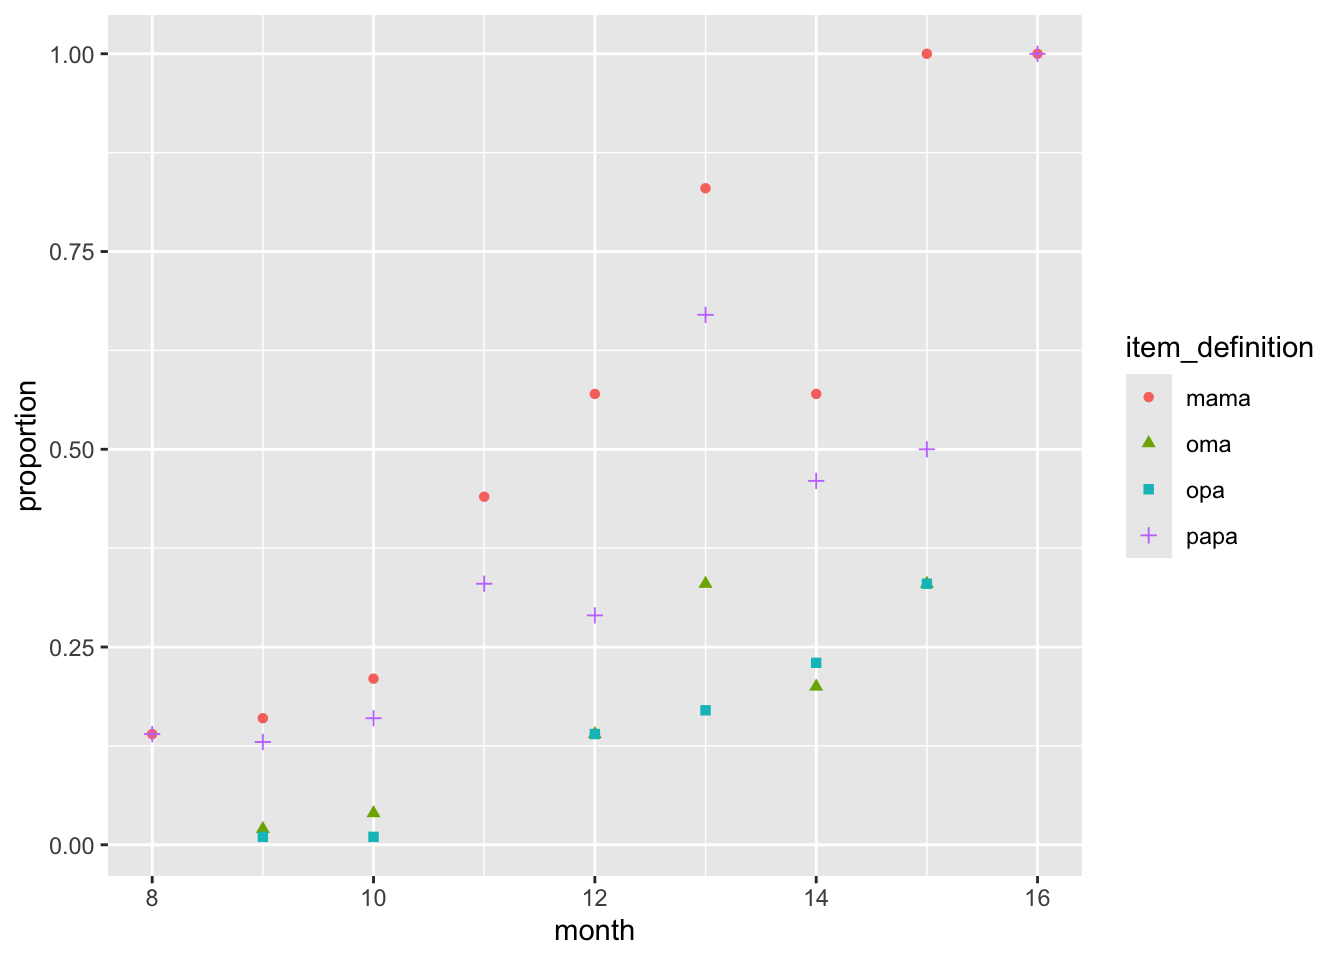 1.00
0.75
0.50
0.25
0.00
proportion
8 10 12 14 16
month
item_definition
mama
oma
opa
papa